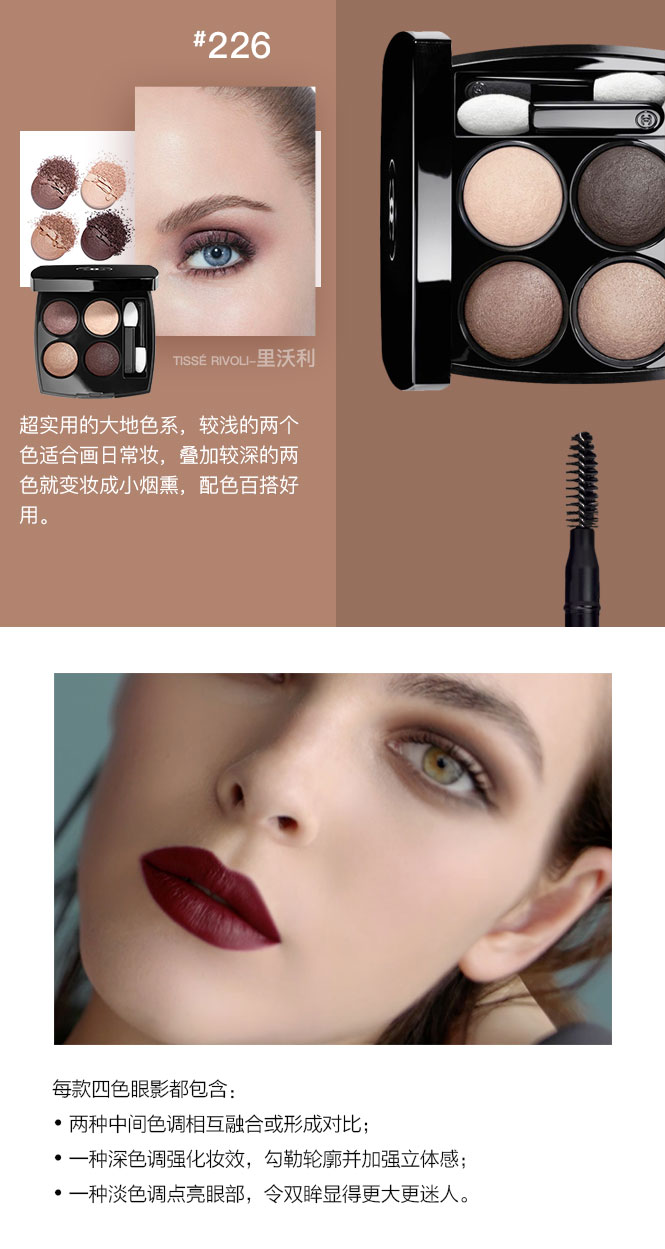 #226
TISSÉ RIVOLI-里沃利
超实用的大地色系，较浅的两个
色适合画日常妆，叠加较深的两
色就变妆成小烟熏，配色百搭好
用。
每款四色眼影都包含：
• 两种中间色调相互融合或形成对比；
• 一种深色调强化妆效，勾勒轮廓并加强立体感；
• 一种淡色调点亮眼部，令双眸显得更大更迷人。